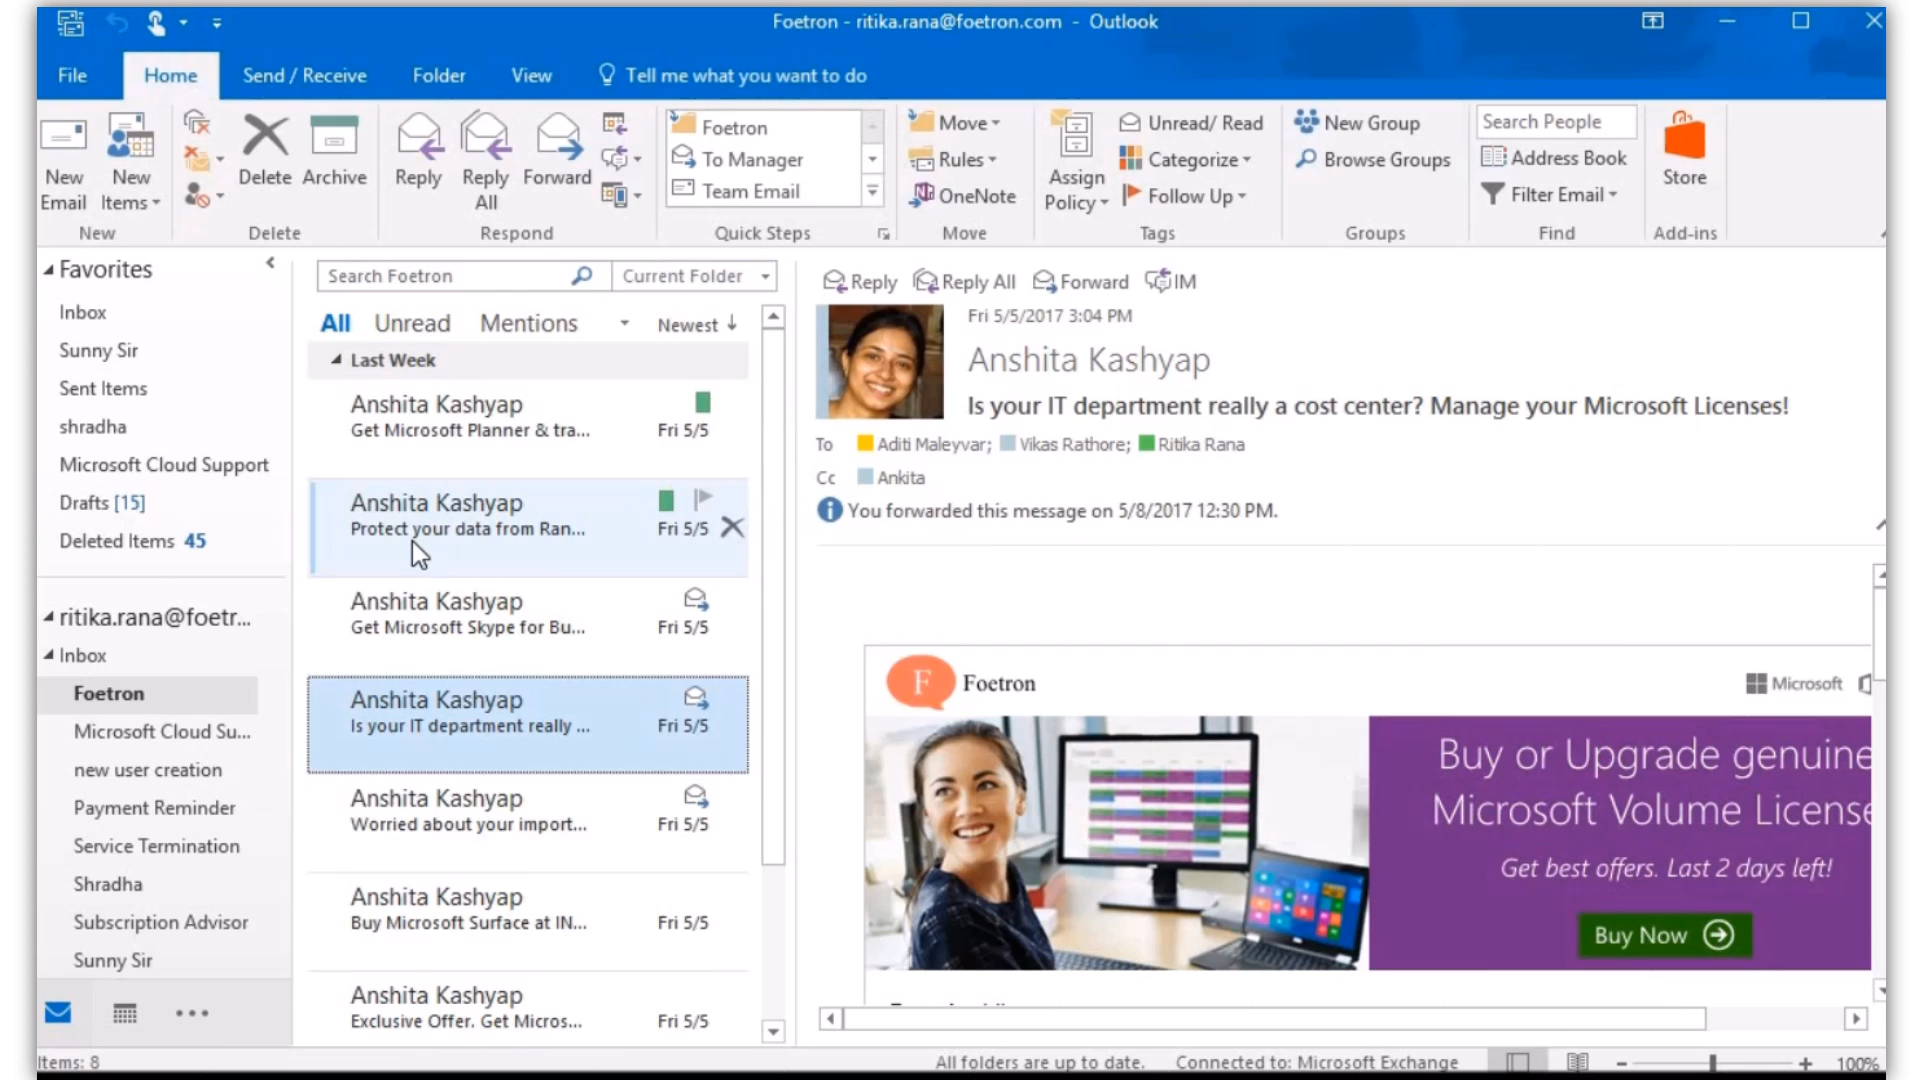 Foetron - ritika.rana@foetron.com - Outlook
File Home Send / Receive Folder View Tell me what you want to do
New Email
New Items
New
Delete
Archive
Delete
Reply
Reply All
Forward
Respond
Foetron
To Manager
Team Email
Quick Steps
Move
Rules
OneNote
Move
Assign Policy
Unread/ Read
Categorize
Follow Up
Tags
New Group
Browse Groups
Groups
Search People
Address Book
Filter Email
Find
Store
Add-ins
Favorites
Inbox
Sunny Sir
Sent Items
shradha
Microsoft Cloud Support
Drafts [15]
Deleted Items 45
ritika.rana@foetr...
Inbox
Foetron
Microsoft Cloud Su...
new user creation
Payment Reminder
Service Termination
Shradha
Subscription Advisor
Sunny Sir
Search Foetron
Current Folder
All Unread Mentions Newest
Last Week
Anshita Kashyap
Get Microsoft Planner & tra... Fri 5/5
Anshita Kashyap
Protect your data from Ran... Fri 5/5
Anshita Kashyap
Get Microsoft Skype for Bu... Fri 5/5
Anshita Kashyap
Is your IT department really ... Fri 5/5
Anshita Kashyap
Worried about your import... Fri 5/5
Anshita Kashyap
Buy Microsoft Surface at IN... Fri 5/5
Anshita Kashyap
Exclusive Offer. Get Micros... Fri 5/5
Reply Reply All Forward IM
Fri 5/5/2017 3:04 PM
Anshita Kashyap
Is your IT department really a cost center? Manage your Microsoft Licenses!
To Aditi Maleyvar; Vikas Rathore; Ritika Rana
Cc Ankita
You forwarded this message on 5/8/2017 12:30 PM.
F Foetron
Microsoft
Buy or Upgrade genuine
Microsoft Volume License
Get best offers. Last 2 days left!
Buy Now
Items: 8
All folders are up to date. Connected to: Microsoft Exchange
100%